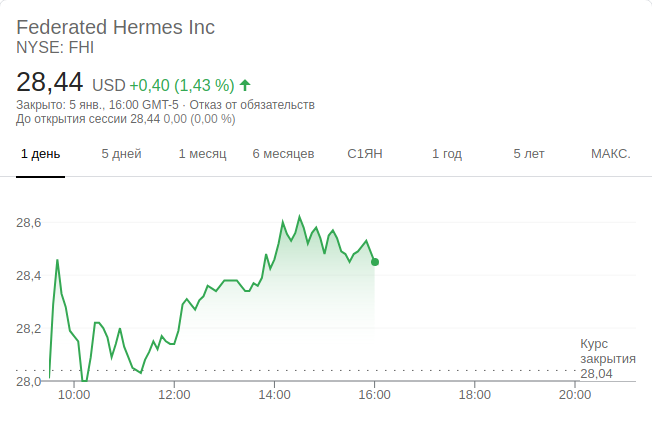 Federated Hermes Inc
NYSE: FHI
28,44 USD +0,40 (1,43 %)
Закрыто: 5 янв., 16:00 GMT-5 · Отказ от обязательств
До открытия сессии 28,44 0,00 (0,00 %)
1 день 5 дней 1 месяц 6 месяцев С1ЯН 1 год 5 лет МАКС.
28,6
28,4
28,2
28,0
Курс
закрытия
28,04
10:00 12:00 14:00 16:00 18:00 20:00